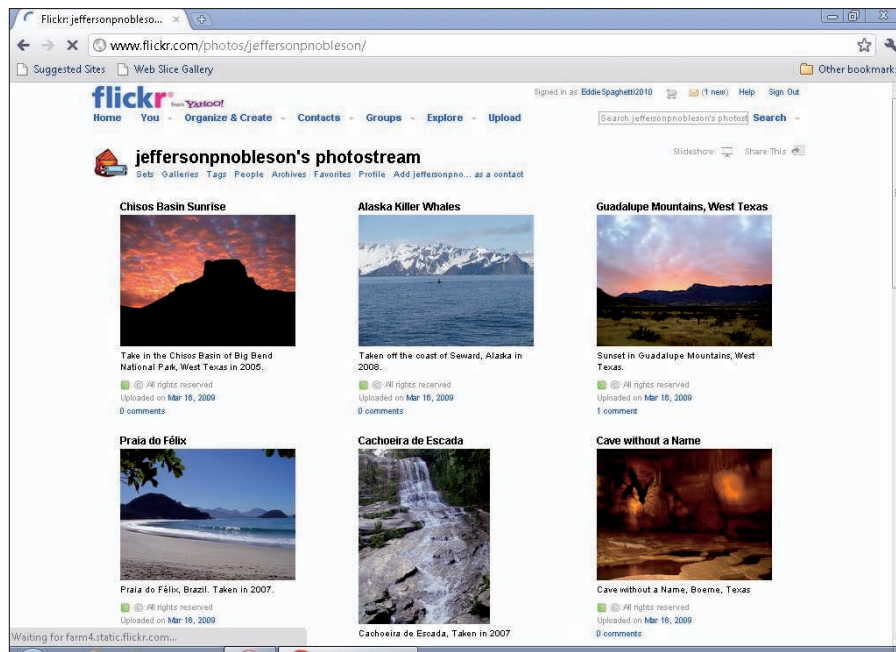 Flickr: jeffersonpnobleso...
www.flickr.com/photos/jeffersonpnobleson/
Suggested Sites Web Slice Gallery Other bookmark
flickr from YAHOO!
Signed in as EddieSpaghetti2010 (1 new) Help Sign Out
Home You Organize & Create Contacts Groups Explore Upload
Search jeffersonpnobleson's photost Search
jeffersonpnobleson's photostream
Slideshow Share This
Sets Galleries Tags People Archives Favorites Profile Add jeffersonpno... as a contact
Chisos Basin Sunrise
Take in the Chisos Basin of Big Bend
National Park, West Texas in 2005.
© All rights reserved
Uploaded on Mar 16, 2009
0 comments
Alaska Killer Whales
Taken off the coast of Seward, Alaska in
2008.
© All rights reserved
Uploaded on Mar 16, 2009
0 comments
Guadalupe Mountains, West Texas
Sunset in Guadalupe Mountains, West
Texas.
© All rights reserved
Uploaded on Mar 16, 2009
1 comment
Praia do Félix
Praia do Félix, Brazil. Taken in 2007.
© All rights reserved
Uploaded on Mar 16, 2009
Cachoeira de Escada
Cachoeira de Escada, Taken in 2007
Cave without a Name
Cave without a Name, Boerne, Texas
© All rights reserved
Uploaded on Mar 16, 2009
0 comments
Waiting for farm4.static.flickr.com...